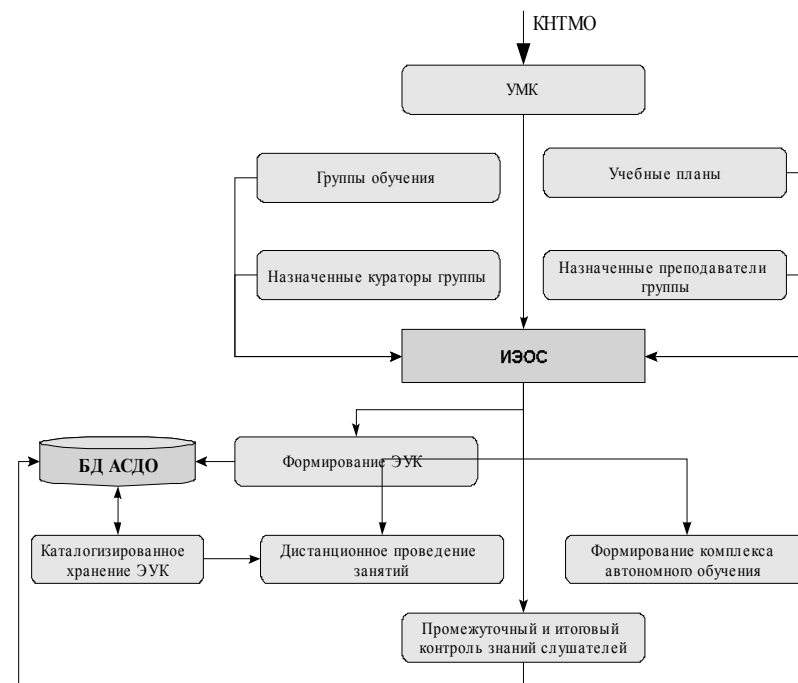 КНТМО
УМК
Группы обучения
Учебные планы
Назначенные кураторы группы
Назначенные преподаватели
группы
ИЭОС
БД АСДО
Формирование ЭУК
Каталогизированное
хранение ЭУК
Дистанционное проведение
занятий
Формирование комплекса
автономного обучения
Промежуточный и итоговый
контроль знаний слушателей